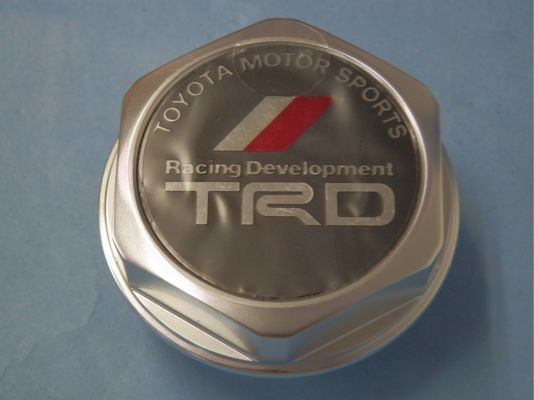 TOYOTA MOTOR SPORTS
Racing Development
TRD